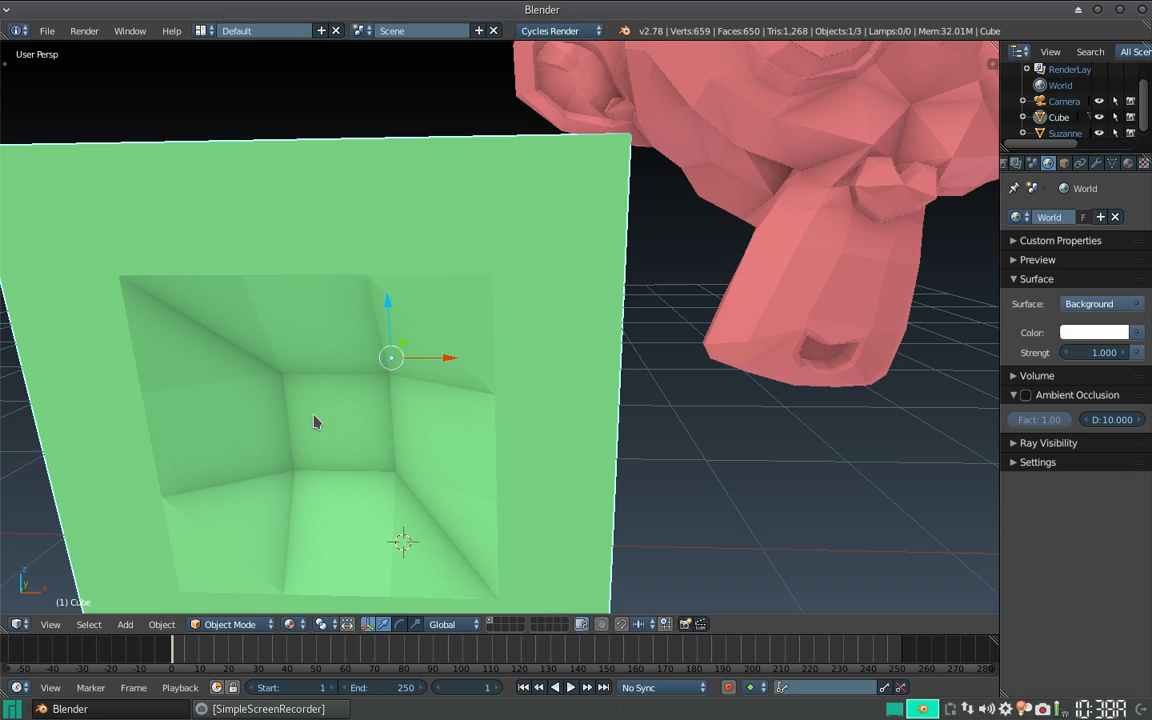 Blender
File Render Window Help Default Scene Cycles Render v2.78 | Verts:659 | Faces:650 | Tris:1,268 | Objects:1/3 | Lamps:0/0 | Mem:32.01M | Cube
User Persp
View Search All Scen
RenderLay
World
Camera
Cube
Suzanne
World
World F
Custom Properties
Preview
Surface
Surface: Background
Color:
Strengt 1.000
Volume
Ambient Occlusion
Fact: 1.00 D:10.000
Ray Visibility
Settings
z
y
x
(1) Cube
View Select Add Object Object Mode Global
-50 -40 -30 -20 -10 0 10 20 30 40 50 60 70 80 90 100 110 120 130 140 150 160 170 180 190 200 210 220 230 240 250 260 270 280
View Marker Frame Playback Start: 1 End: 250 1 No Sync
Blender [SimpleScreenRecorder]